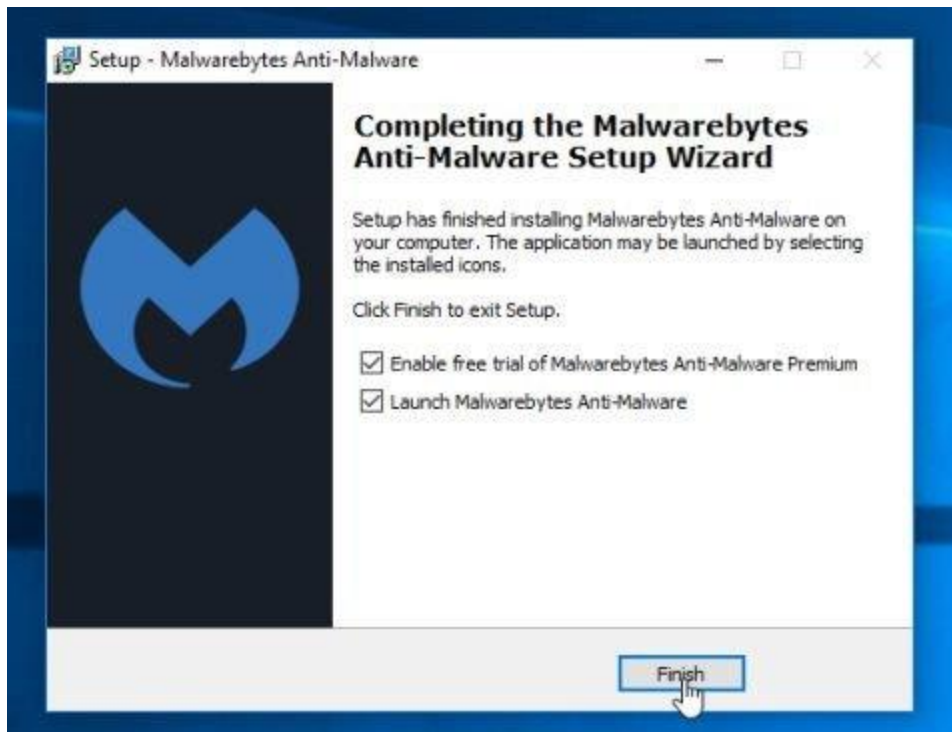 Setup - Malwarebytes Anti-Malware
Completing the Malwarebytes
Anti-Malware Setup Wizard
Setup has finished installing Malwarebytes Anti-Malware on
your computer. The application may be launched by selecting
the installed icons.
Click Finish to exit Setup.
Enable free trial of Malwarebytes Anti-Malware Premium
Launch Malwarebytes Anti-Malware
Finish